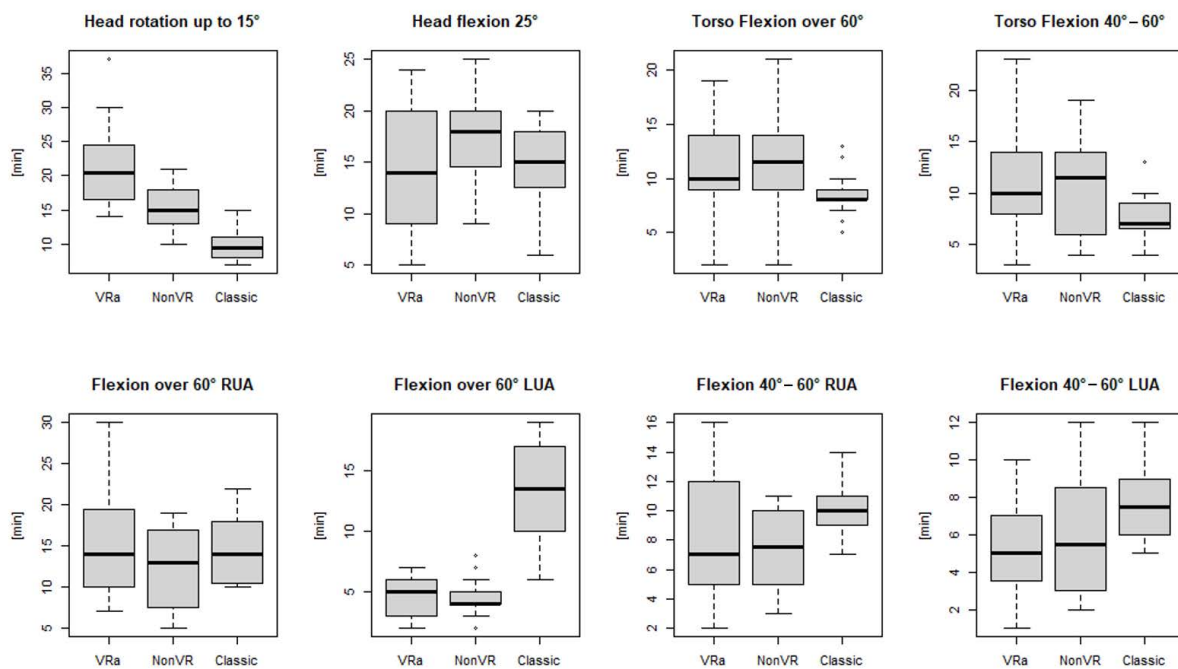 Head rotation up to 15°
Head flexion 25°
Torso Flexion over 60°
Torso Flexion 40°–60°
[min]
10
15
20
25
30
35
VRa
NonVR
Classic
[min]
5
10
15
20
25
VRa
NonVR
Classic
[min]
5
10
15
20
VRa
NonVR
Classic
[min]
5
10
15
20
VRa
NonVR
Classic
Flexion over 60° RUA
Flexion over 60° LUA
Flexion 40°–60° RUA
Flexion 40°–60° LUA
[min]
5
10
15
20
25
30
VRa
NonVR
Classic
[min]
5
10
15
VRa
NonVR
Classic
[min]
2
4
6
8
10
12
14
16
VRa
NonVR
Classic
[min]
2
4
6
8
10
12
VRa
NonVR
Classic